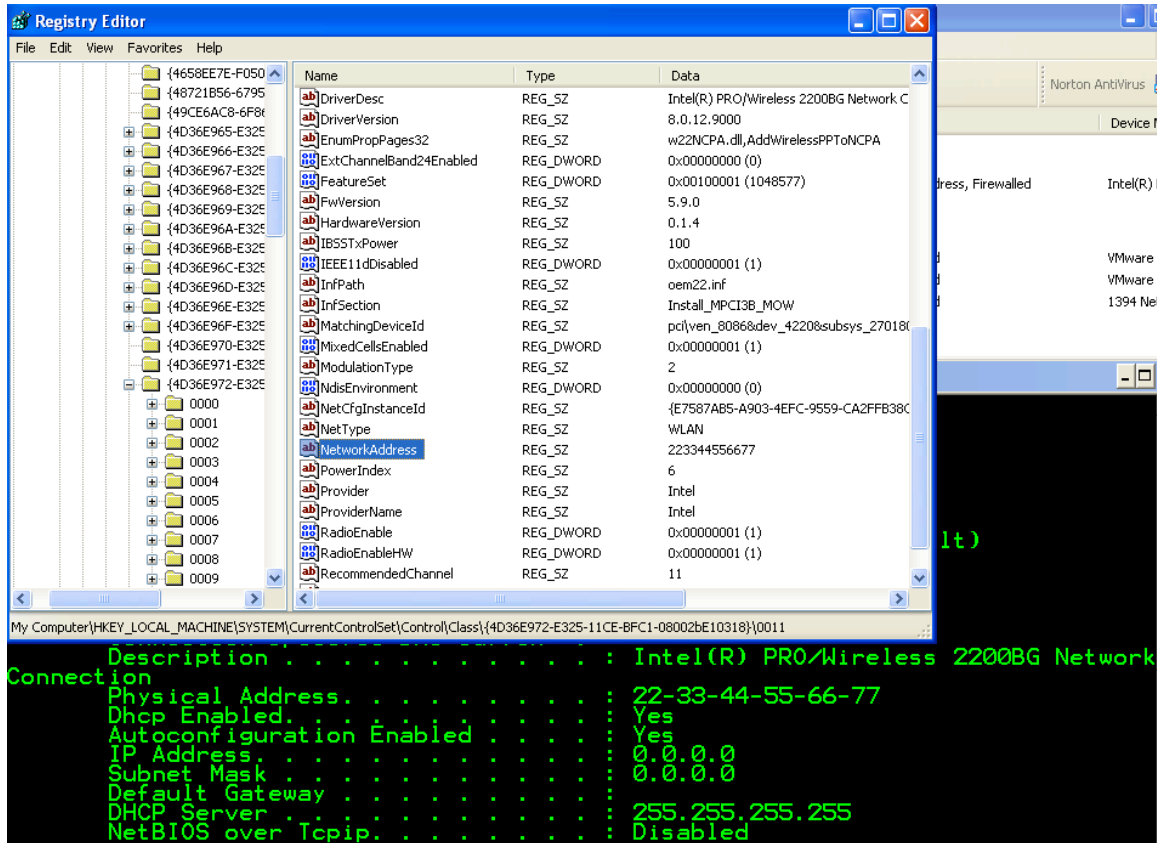 Registry Editor
File Edit View Favorites Help
{4658EE7E-F050
{48721B56-6795
{49CE6AC8-6F86
{4D36E965-E325
{4D36E966-E325
{4D36E967-E325
{4D36E968-E325
{4D36E969-E325
{4D36E96A-E325
{4D36E96B-E325
{4D36E96C-E325
{4D36E96D-E325
{4D36E96E-E325
{4D36E96F-E325
{4D36E970-E325
{4D36E971-E325
{4D36E972-E325
0000
0001
0002
0003
0004
0005
0006
0007
0008
0009
Name Type Data
DriverDesc REG_SZ Intel(R) PRO/Wireless 2200BG Network C
DriverVersion REG_SZ 8.0.12.9000
EnumPropPages32 REG_SZ w22NCPA.dll,AddWirelessPPToNCPA
ExtChannelBand24Enabled REG_DWORD 0x00000000 (0)
FeatureSet REG_DWORD 0x00100001 (1048577)
FwVersion REG_SZ 5.9.0
HardwareVersion REG_SZ 0.1.4
IBSSTxPower REG_SZ 100
IEEE11dDisabled REG_DWORD 0x00000001 (1)
InfPath REG_SZ oem22.inf
InfSection REG_SZ Install_MPCI3B_MOW
MatchingDeviceId REG_SZ pci\ven_8086&dev_4220&subsys_270180
MixedCellsEnabled REG_DWORD 0x00000001 (1)
ModulationType REG_SZ 2
NdisEnvironment REG_DWORD 0x00000000 (0)
NetCfgInstanceId REG_SZ {E7587AB5-A903-4EFC-9559-CA2FFB38C
NetType REG_SZ WLAN
NetworkAddress REG_SZ 223344556677
PowerIndex REG_SZ 6
Provider REG_SZ Intel
ProviderName REG_SZ Intel
RadioEnable REG_DWORD 0x00000001 (1)
RadioEnableHW REG_DWORD 0x00000001 (1)
RecommendedChannel REG_SZ 11
My Computer\HKEY_LOCAL_MACHINE\SYSTEM\CurrentControlSet\Control\Class\{4D36E972-E325-11CE-BFC1-08002bE10318}\0011
Norton AntiVirus
Device
dress, Firewalled Intel(R)
VMware
VMware
1394 Ne
lt)
Description . . . . . . . . . . . : Intel(R) PRO/Wireless 2200BG Network
Connection
Physical Address. . . . . . . . . : 22-33-44-55-66-77
Dhcp Enabled. . . . . . . . . . . : Yes
Autoconfiguration Enabled . . . . : Yes
IP Address. . . . . . . . . . . . : 0.0.0.0
Subnet Mask . . . . . . . . . . . : 0.0.0.0
Default Gateway . . . . . . . . . :
DHCP Server . . . . . . . . . . . : 255.255.255.255
NetBIOS over Tcpip. . . . . . . . : Disabled